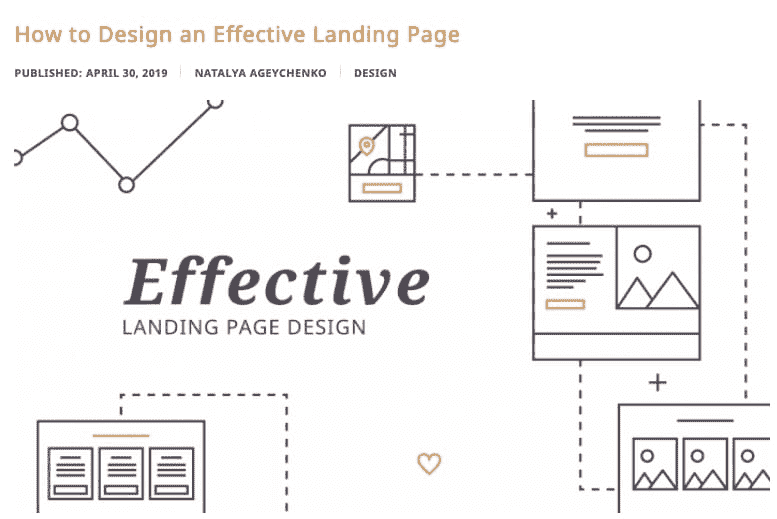 How to Design an Effective Landing Page
PUBLISHED: APRIL 30, 2019 NATALYA AGEYCHENKO DESIGN
Effective
LANDING PAGE DESIGN